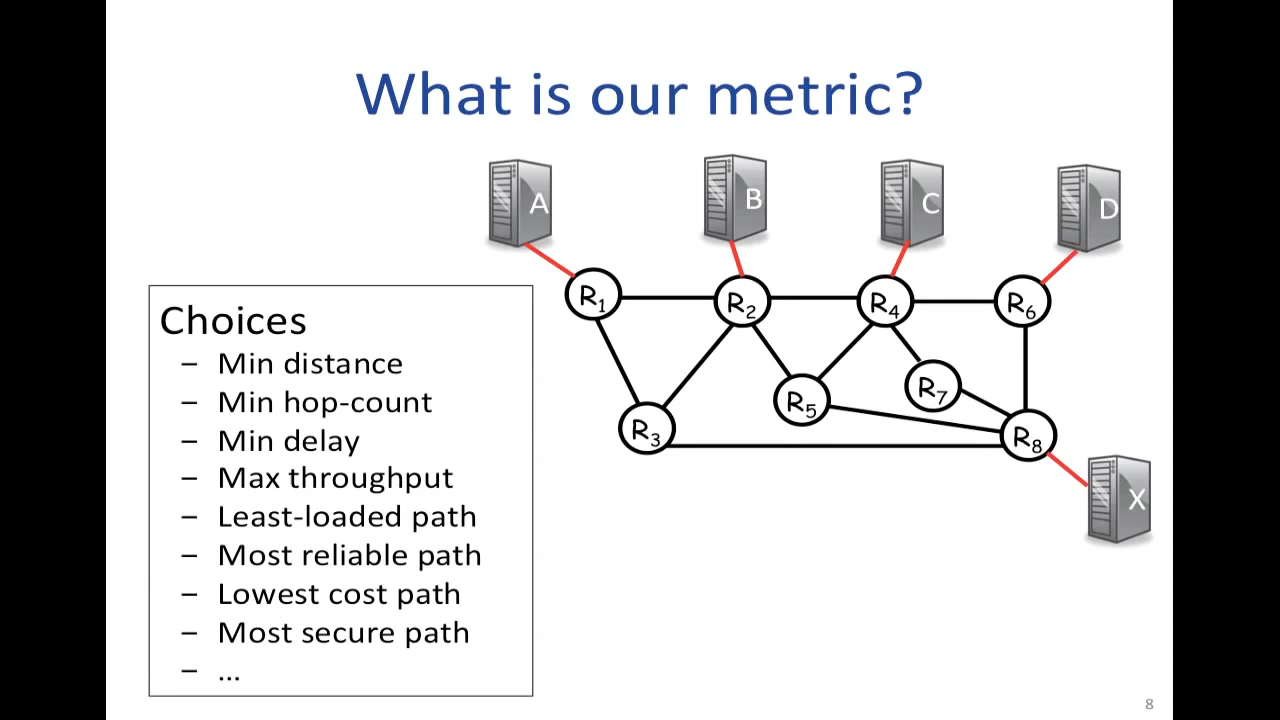 What is our metric?
A
B
C
D
R1
R2
R4
R6
Choices
– Min distance
– Min hop-count
– Min delay
– Max throughput
– Least-loaded path
– Most reliable path
– Lowest cost path
– Most secure path
– ...
R7
R5
R3
R8
X
8